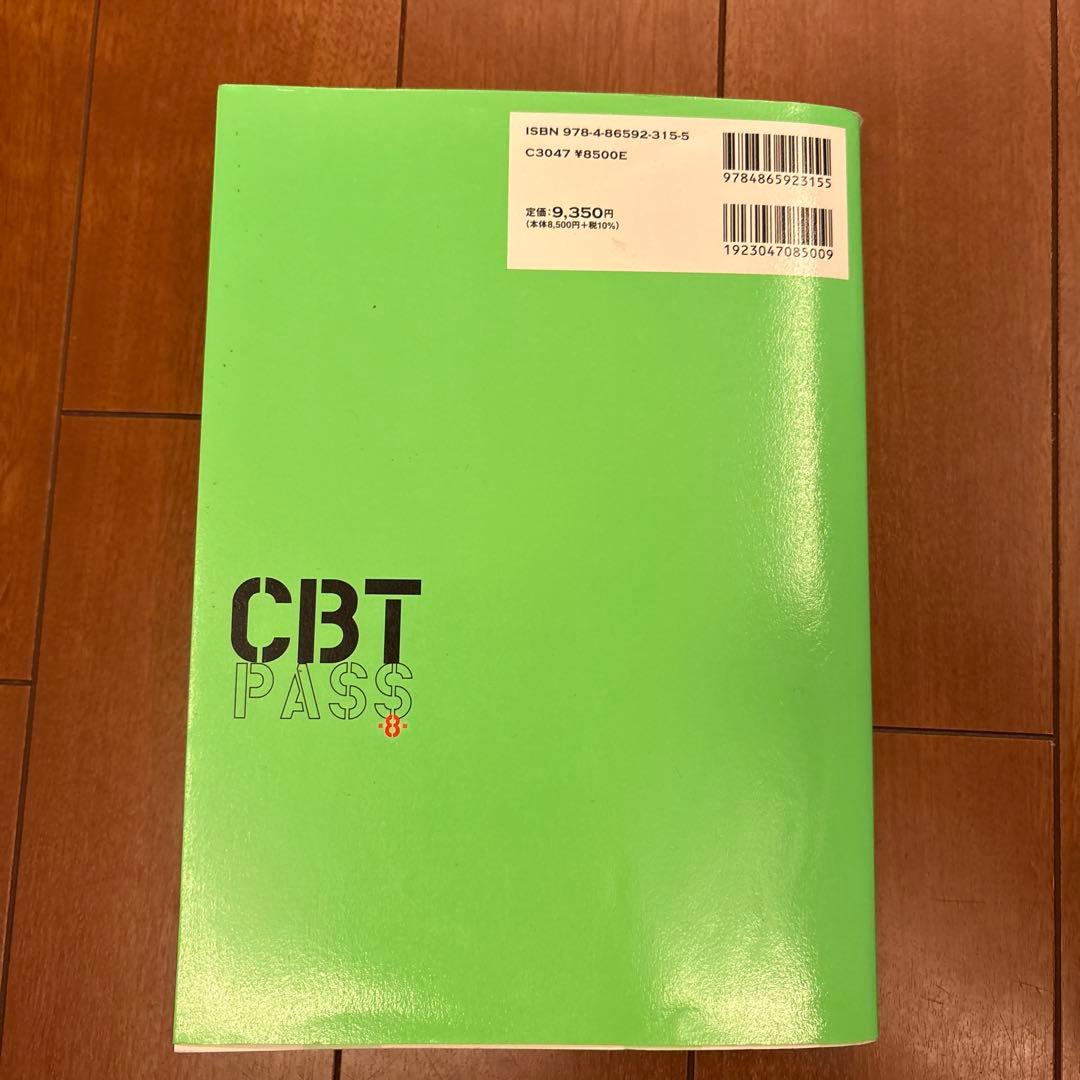 ISBN 978-4-86592-315-5
C3047 ¥8500E
定価:9,350円
(本体8,500円+税10%)
9784865923155
1923047085009
CBT
PASS
·8·